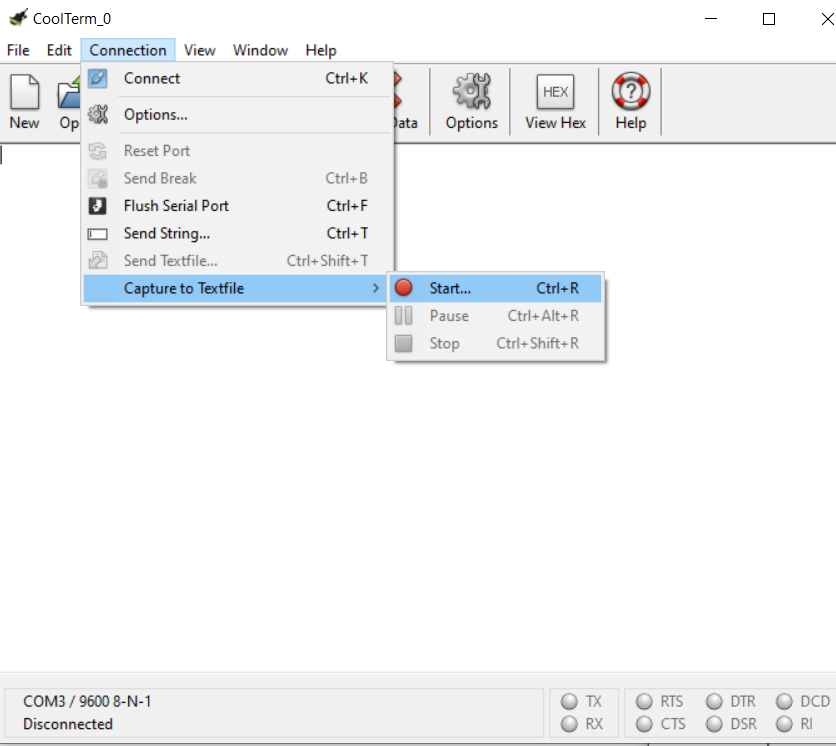 CoolTerm_0
File Edit Connection View Window Help
Connect Ctrl+K
Options...
Reset Port
Send Break Ctrl+B
Flush Serial Port Ctrl+F
Send String... Ctrl+T
Send Textfile... Ctrl+Shift+T
Capture to Textfile
Start... Ctrl+R
Pause Ctrl+Alt+R
Stop Ctrl+Shift+R
HEX
New Op Data Options View Hex Help
COM3 / 9600 8-N-1
Disconnected
TX RTS DTR DCD
RX CTS DSR RI